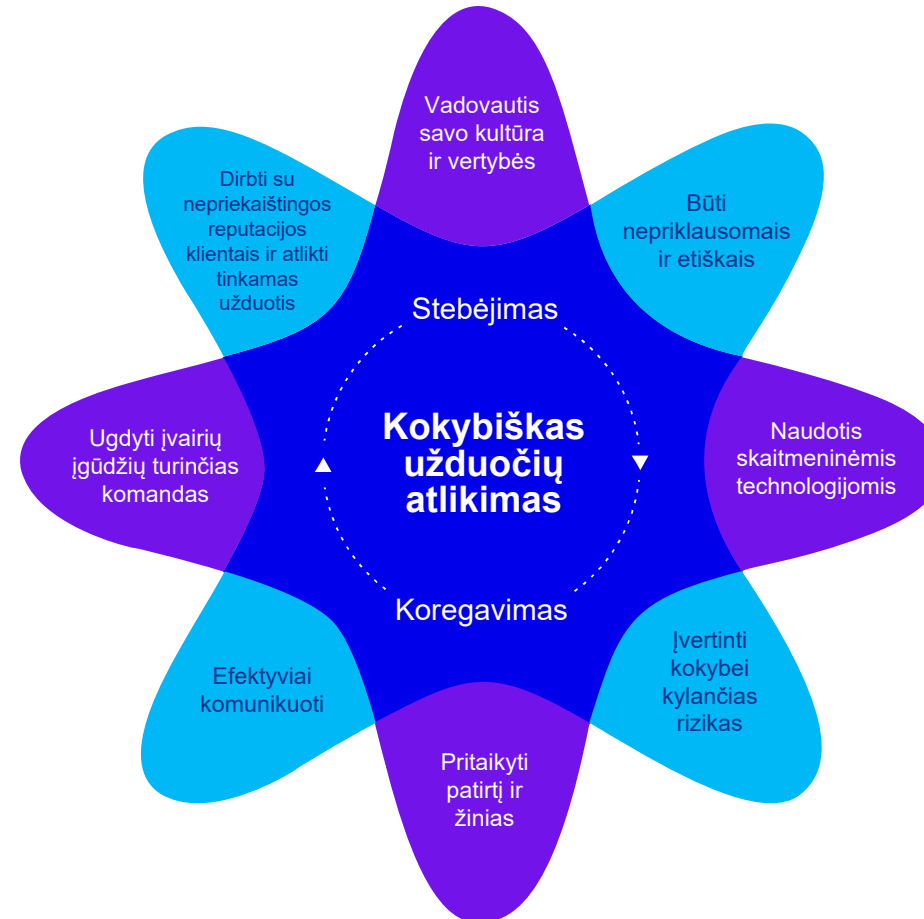 Vadovautis
savo kultūra
ir vertybės
Būti
nepriklausomais
ir etiškais
Naudotis
skaitmeninėmis
technologijomis
Įvertinti
kokybei
kylančias
rizikas
Pritaikyti
patirtį ir
žinias
Efektyviai
komunikuoti
Ugdyti įvairių
įgūdžių turinčias
komandas
Dirbti su
nepriekaištingos
reputacijos
klientais ir atlikti
tinkamas
užduotis
Stebėjimas
Kokybiškas
užduočių
atlikimas
Koregavimas